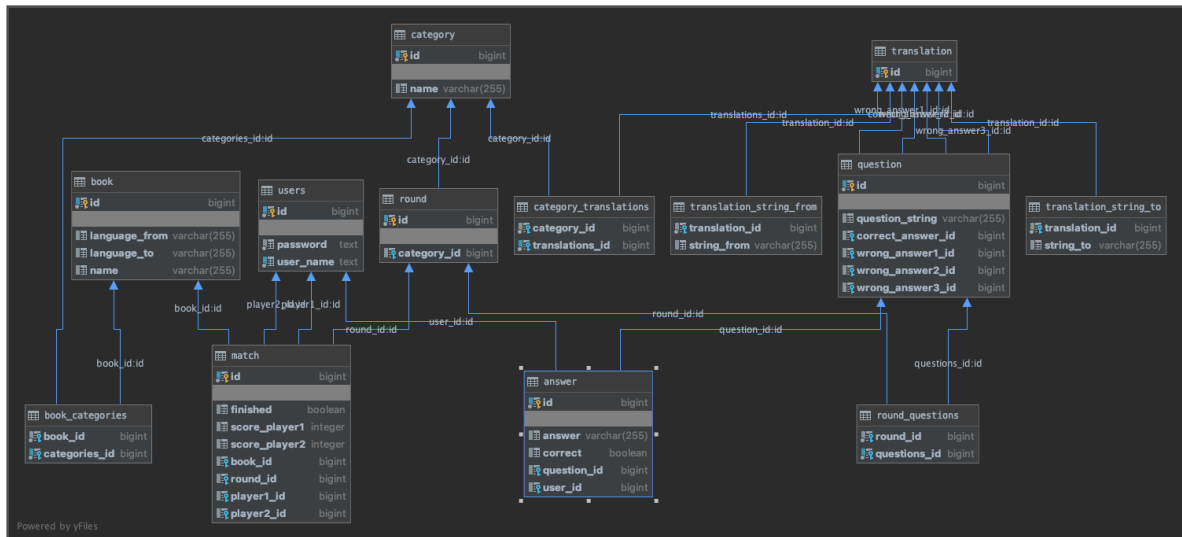 category
id bigint
name varchar(255)
translation
id bigint
categories_id:id
category_id:id
category_id:id
translations_id:id
translation_id:id
wrong_answer1_id:id
wrong_answer3_id:id
translation_id:id
book
id bigint
language_from varchar(255)
language_to varchar(255)
name varchar(255)
users
id bigint
password text
user_name text
round
id bigint
category_id bigint
category_translations
category_id bigint
translations_id bigint
translation_string_from
translation_id bigint
string_from varchar(255)
question
id bigint
question_string varchar(255)
correct_answer_id bigint
wrong_answer1_id bigint
wrong_answer2_id bigint
wrong_answer3_id bigint
translation_string_to
translation_id bigint
string_to varchar(255)
book_id:id
player1_id:id
round_id:id
user_id:id
round_id:id
question_id:id
book_id:id
questions_id:id
match
id bigint
finished boolean
score_player1 integer
score_player2 integer
book_id bigint
round_id bigint
player1_id bigint
player2_id bigint
book_categories
book_id bigint
categories_id bigint
answer
id bigint
answer varchar(255)
correct boolean
question_id bigint
user_id bigint
round_questions
round_id bigint
questions_id bigint
Powered by yFiles